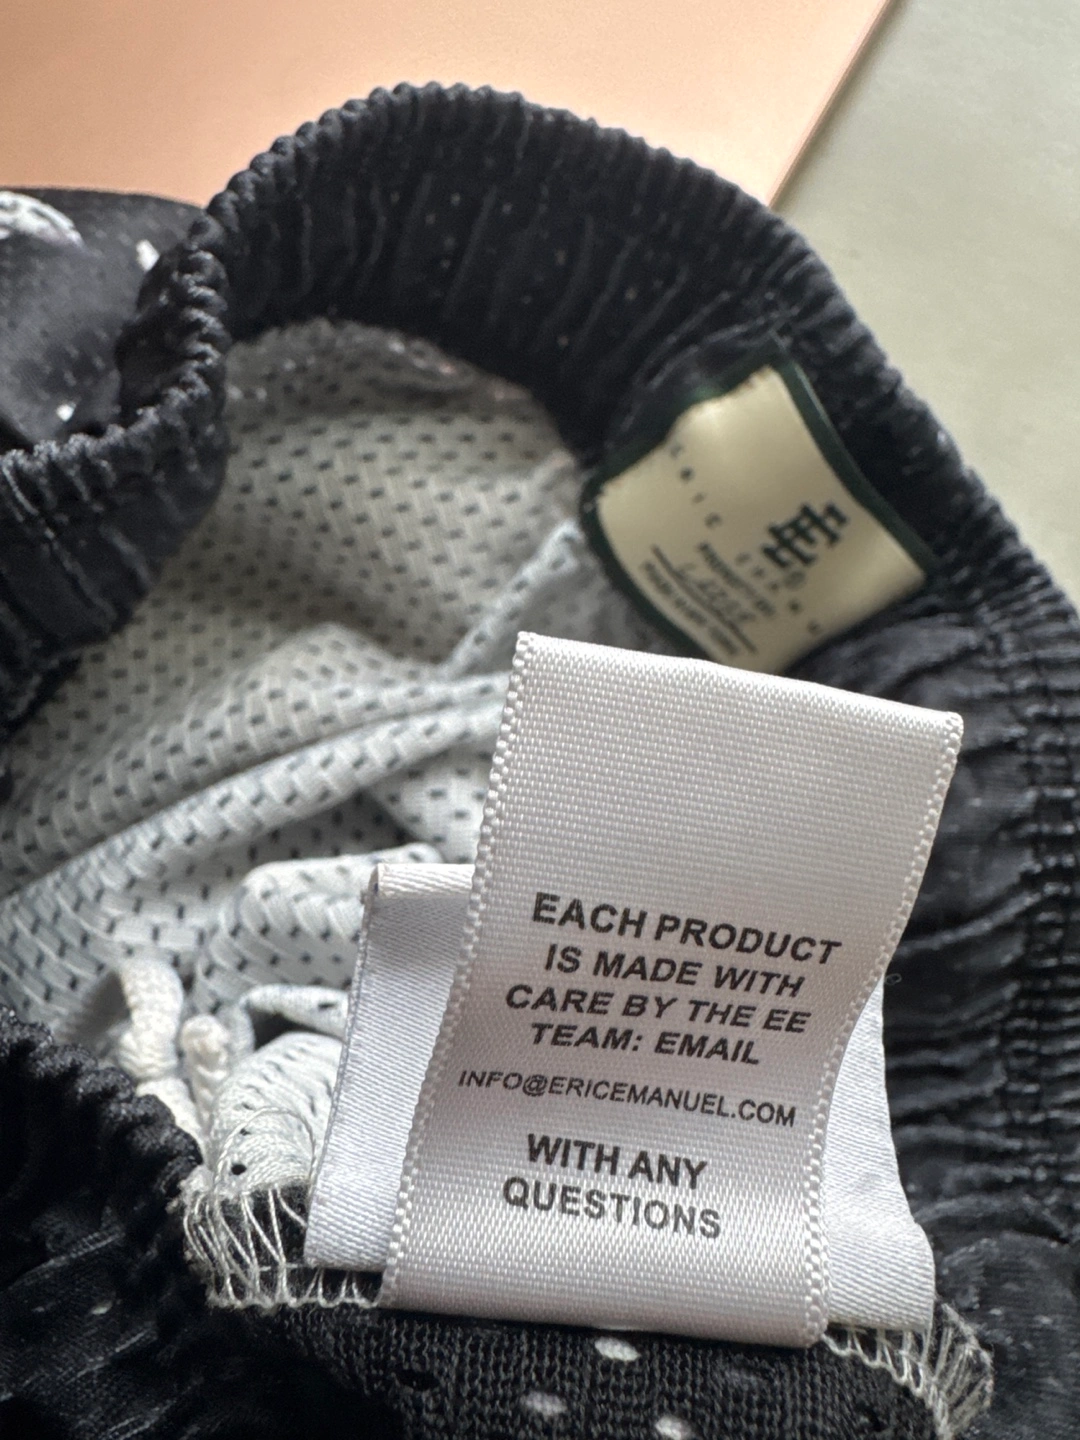 EACH PRODUCT
IS MADE WITH
CARE BY THE EE
TEAM: EMAIL
INFO@ERICEMANUEL.COM
WITH ANY
QUESTIONS